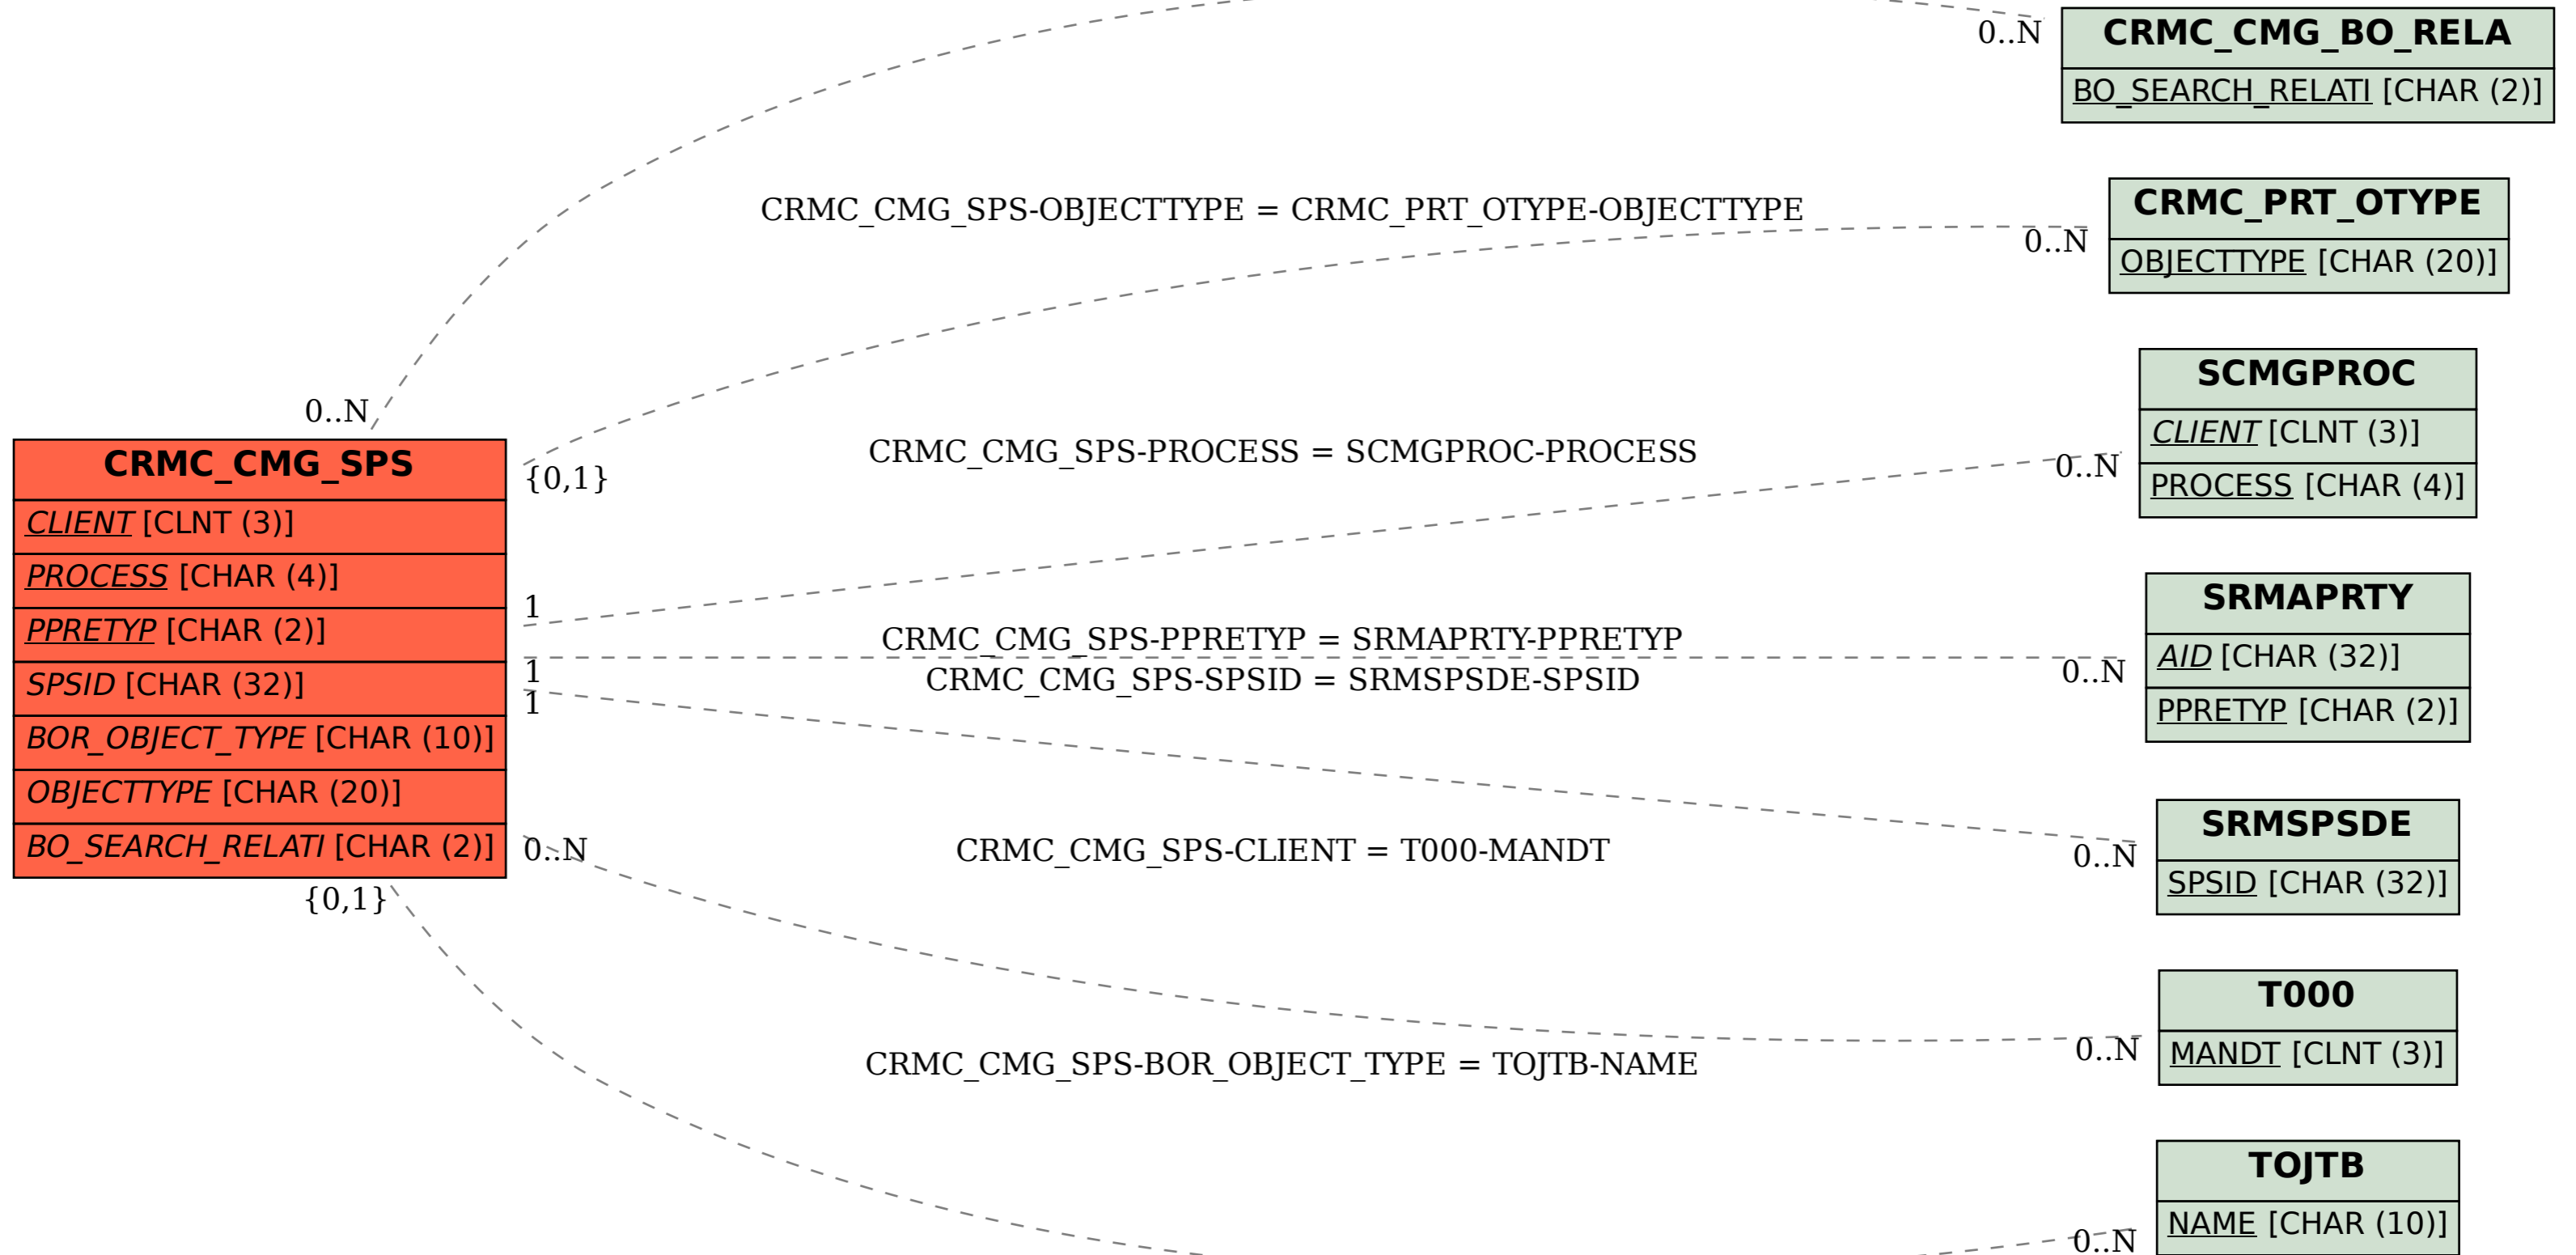 0..N
CRMC_CMG_BO_RELA
BO_SEARCH_RELATI [CHAR (2)]
CRMC_CMG_SPS-OBJECTTYPE = CRMC_PRT_OTYPE-OBJECTTYPE
0..N
CRMC_PRT_OTYPE
OBJECTTYPE [CHAR (20)]
CRMC_CMG_SPS-PROCESS = SCMGPROC-PROCESS
0..N
SCMGPROC
CLIENT [CLNT (3)]
PROCESS [CHAR (4)]
0..N
CRMC_CMG_SPS
CLIENT [CLNT (3)]
PROCESS [CHAR (4)]
PPRETYP [CHAR (2)]
SPSID [CHAR (32)]
BOR_OBJECT_TYPE [CHAR (10)]
OBJECTTYPE [CHAR (20)]
BO_SEARCH_RELATI [CHAR (2)]
{0,1}
1
1
1
0..N
{0,1}
CRMC_CMG_SPS-PPRETYP = SRMAPRTY-PPRETYP
0..N
SRMAPRTY
AID [CHAR (32)]
PPRETYP [CHAR (2)]
CRMC_CMG_SPS-SPSID = SRMSPSDE-SPSID
0..N
SRMSPSDE
SPSID [CHAR (32)]
CRMC_CMG_SPS-CLIENT = T000-MANDT
0..N
T000
MANDT [CLNT (3)]
CRMC_CMG_SPS-BOR_OBJECT_TYPE = TOJTB-NAME
0..N
TOJTB
NAME [CHAR (10)]